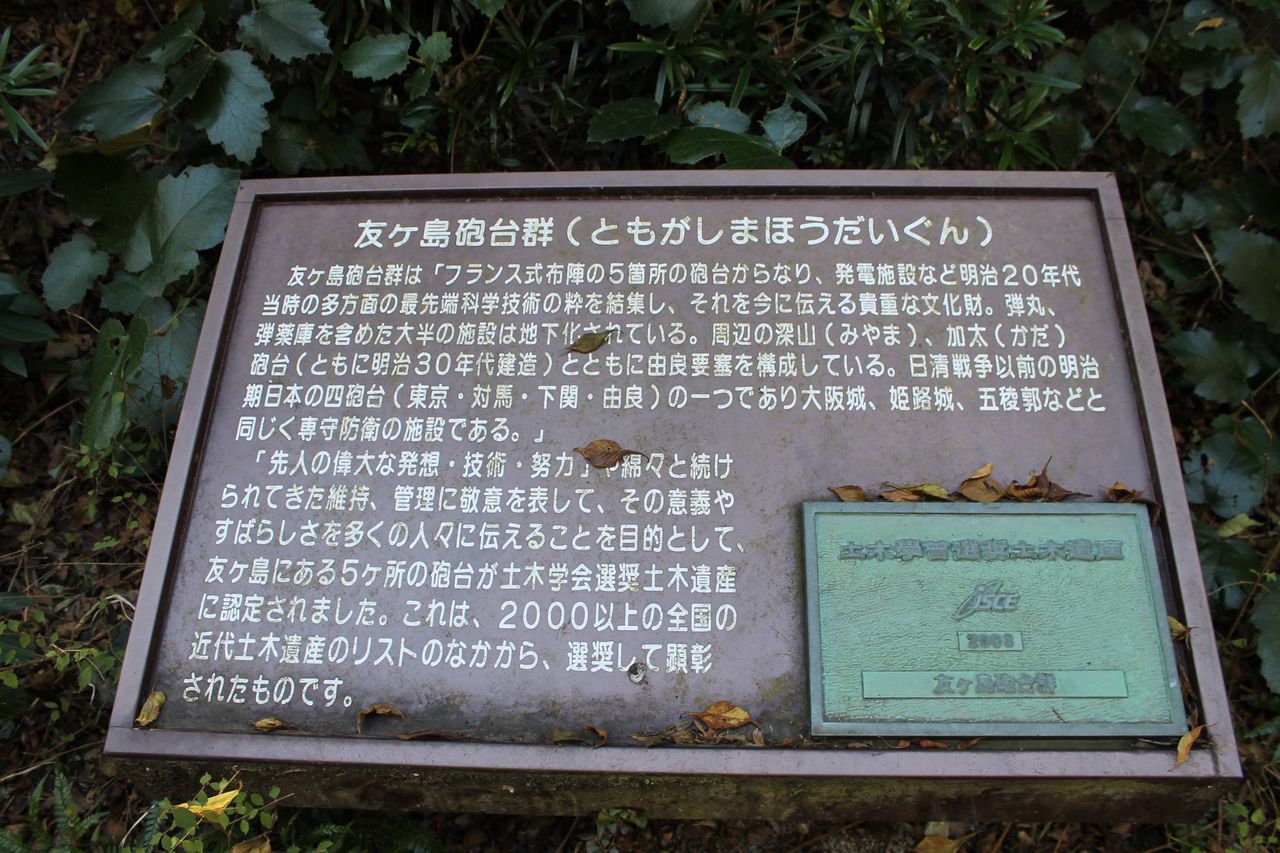 友ヶ島砲台群(ともがしまほうだいぐん)
友ヶ島砲台群は「フランス式布陣の5箇所の砲台からなり、発電施設など明治20年代
当時の多方面の最先端科学技術の粋を結集し、それを今に伝える貴重な文化財。弾丸、
弾薬庫を含めた大半の施設は地下化されている。周辺の深山(みやま)、加太(かだ)
砲台(ともに明治30年代建造)とともに由良要塞を構成している。日清戦争以前の明治
期日本の四砲台(東京・対馬・下関・由良)の一つであり大阪城、姫路城、五稜郭などと
同じく専守防衛の施設である。」
「先人の偉大な発想・技術・努力」や綿々と続け
られてきた維持、管理に敬意を表して、その意義や
すばらしさを多くの人々に伝えることを目的として、
友ヶ島にある5ヶ所の砲台が土木学会選奨土木遺産
に認定されました。これは、2000以上の全国の
近代土木遺産のリストのなかから、選奨して顕彰
されたものです。
土木學會選奨土木遺産
JSCE
2003
友ヶ島砲台群